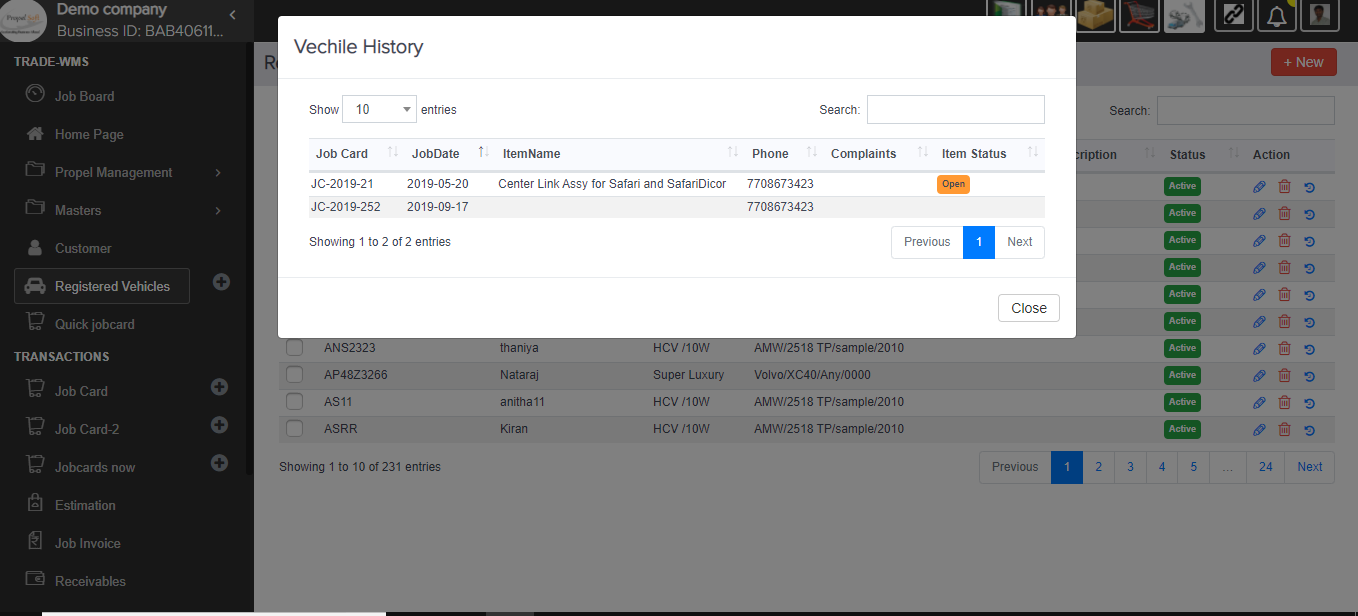 Demo company
Business ID: BAB40611...
TRADE-WMS
Job Board
Home Page
Propel Management
Masters
Customer
Registered Vehicles
Quick jobcard
TRANSACTIONS
Job Card
Job Card-2
Jobcards now
Estimation
Job Invoice
Receivables
+ New
Search:
cription Status Action
Active
Active
Active
Active
Active
Active
Vechile History
Show 10 entries Search:
Job Card JobDate ItemName Phone Complaints Item Status
JC-2019-21 2019-05-20 Center Link Assy for Safari and SafariDicor 7708673423 Open
JC-2019-252 2019-09-17 7708673423
Showing 1 to 2 of 2 entries Previous 1 Next
Close
ANS2323 thaniya HCV /10W AMW/2518 TP/sample/2010 Active
AP48Z3266 Nataraj Super Luxury Volvo/XC40/Any/0000 Active
AS11 anitha11 HCV /10W AMW/2518 TP/sample/2010 Active
ASRR Kiran HCV /10W AMW/2518 TP/sample/2010 Active
Showing 1 to 10 of 231 entries Previous 1 2 3 4 5 ... 24 Next